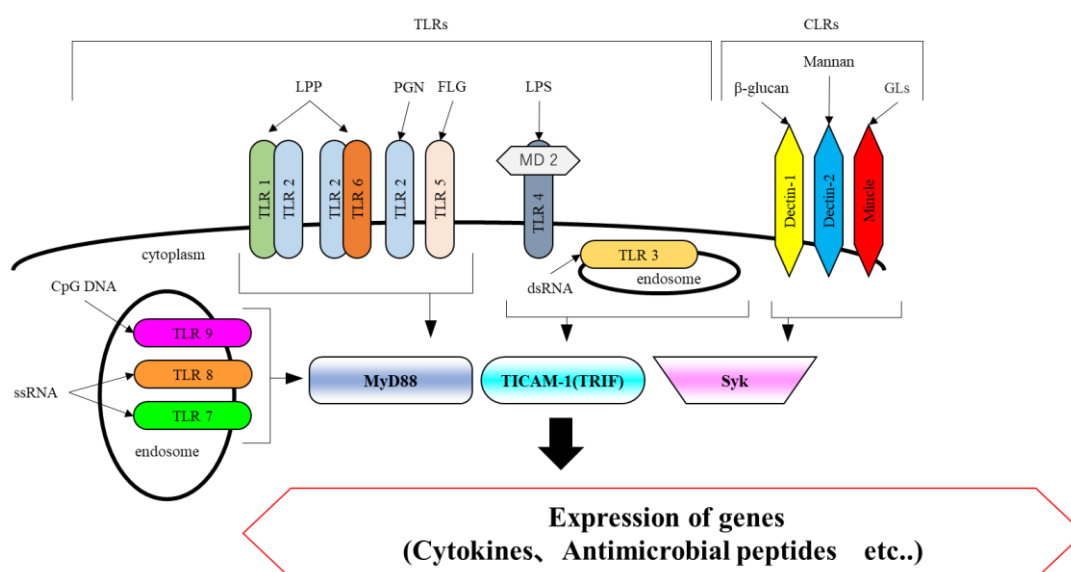 TLRs
CLRs
LPP
PGN
FLG
LPS
β-glucan
Mannan
GLs
TLR 1
TLR 2
TLR 2
TLR 6
TLR 2
TLR 5
MD 2
TLR 4
Dectin-1
Dectin-2
Mincle
cytoplasm
TLR 3
endosome
dsRNA
CpG DNA
TLR 9
TLR 8
ssRNA
TLR 7
endosome
MyD88
TICAM-1(TRIF)
Syk
Expression of genes
(Cytokines、Antimicrobial peptides　etc..)